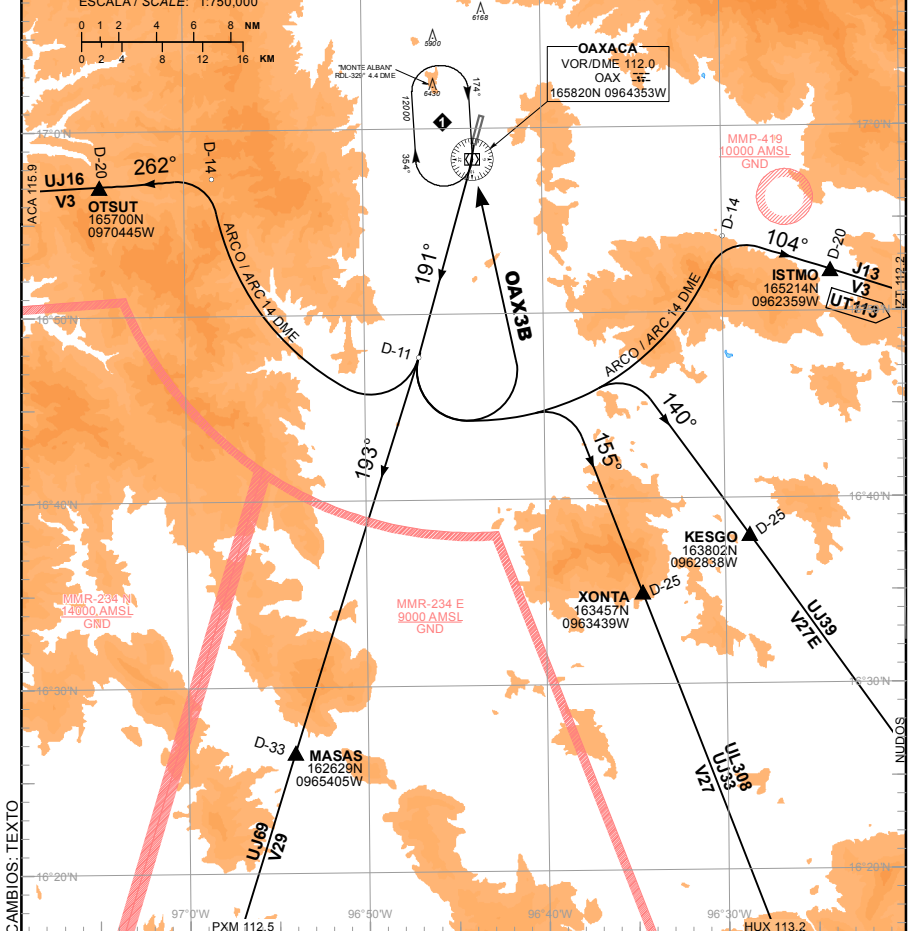 ESCALA / SCALE: 1:750,000
0 1 2 4 6 8 NM
0 2 4 8 12 16 KM
6168
5900
OAXACA
VOR/DME 112.0
OAX
165820N 0964353W
"MONTE ALBAN"
RDL-329° 4.4 DME
6430
174°
12000
354°
1
17°0'N
17°0'N
MMP-419
10000 AMSL
GND
ACA 115.9
UJ16
V3
D-20
262°
D-14
OTSUT
165700N
0970445W
ARCO / ARC 14 DME
191°
OAX3B
D-14
104°
D-20
ISTMO
165214N
0962359W
J13
V3
UT113
IZT 112.2
16°50'N
16°50'N
D-11
ARCO / ARC 14 DME
193°
155°
140°
16°40'N
16°40'N
KESGO
163802N
0962838W
D-25
XONTA
163457N
0963439W
D-25
MMR-234 N
14000 AMSL
GND
MMR-234 E
9000 AMSL
GND
UJ39
V27E
16°30'N
16°30'N
NUDOS
D-33
MASAS
162629N
0965405W
UL308
UJ33
V27
UJ69
V29
CAMBIOS: TEXTO
16°20'N
16°20'N
97°0'W
96°50'W
96°40'W
96°30'W
PXM 112.5
HUX 113.2